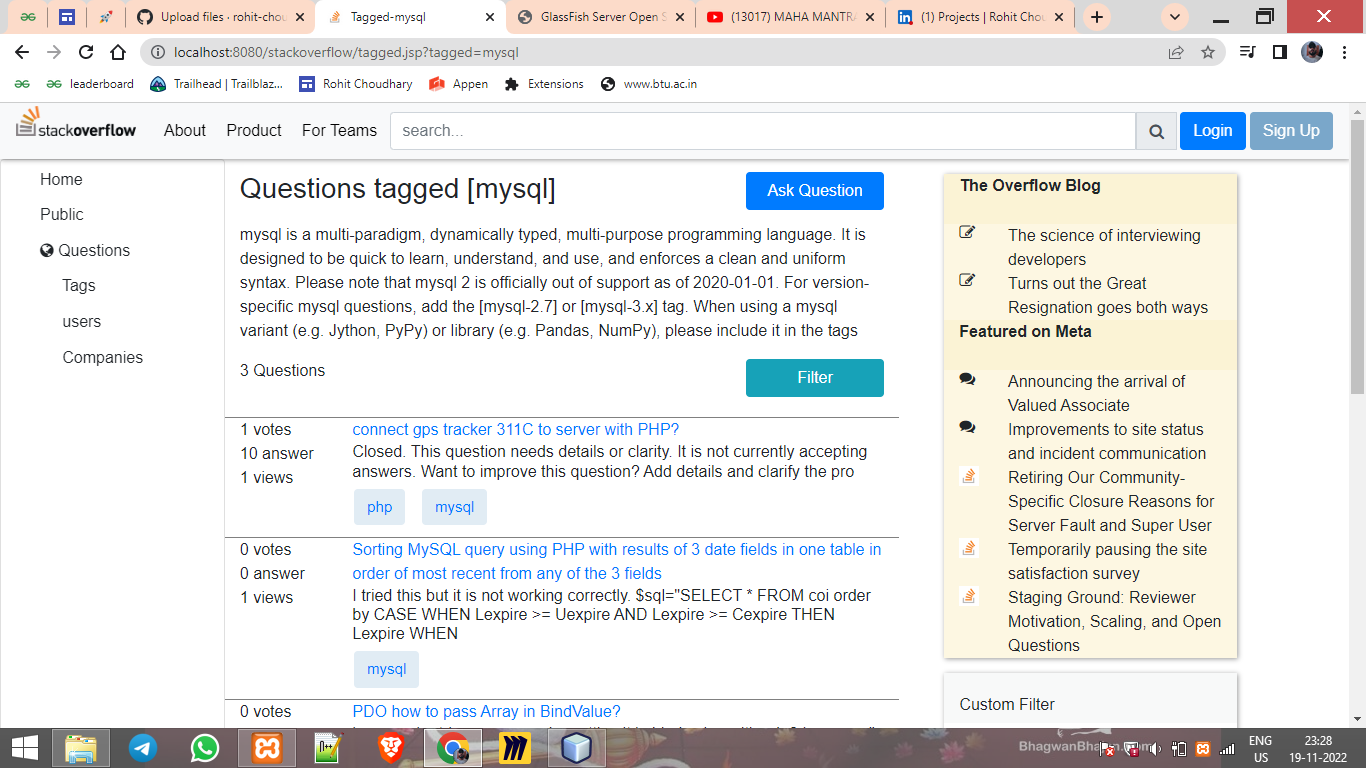 Upload files · rohit-chou
Tagged-mysql
GlassFish Server Open S
(13017) MAHA MANTRA
(1) Projects | Rohit Chou
localhost:8080/stackoverflow/tagged.jsp?tagged=mysql
leaderboard
Trailhead | Trailblaz...
Rohit Choudhary
Appen
Extensions
www.btu.ac.in
stackoverflow
About
Product
For Teams
search...
Login
Sign Up
Home
Public
Questions
Tags
users
Companies
Questions tagged [mysql]
Ask Question
mysql is a multi-paradigm, dynamically typed, multi-purpose programming language. It is
designed to be quick to learn, understand, and use, and enforces a clean and uniform
syntax. Please note that mysql 2 is officially out of support as of 2020-01-01. For version-
specific mysql questions, add the [mysql-2.7] or [mysql-3.x] tag. When using a mysql
variant (e.g. Jython, PyPy) or library (e.g. Pandas, NumPy), please include it in the tags
3 Questions
Filter
1 votes
10 answer
1 views
connect gps tracker 311C to server with PHP?
Closed. This question needs details or clarity. It is not currently accepting
answers. Want to improve this question? Add details and clarify the pro
php
mysql
0 votes
0 answer
1 views
Sorting MySQL query using PHP with results of 3 date fields in one table in
order of most recent from any of the 3 fields
I tried this but it is not working correctly. $sql="SELECT * FROM coi order
by CASE WHEN Lexpire >= Uexpire AND Lexpire >= Cexpire THEN
Lexpire WHEN
mysql
0 votes
PDO how to pass Array in BindValue?
The Overflow Blog
The science of interviewing
developers
Turns out the Great
Resignation goes both ways
Featured on Meta
Announcing the arrival of
Valued Associate
Improvements to site status
and incident communication
Retiring Our Community-
Specific Closure Reasons for
Server Fault and Super User
Temporarily pausing the site
satisfaction survey
Staging Ground: Reviewer
Motivation, Scaling, and Open
Questions
Custom Filter
ENG
US
23:28
19-11-2022